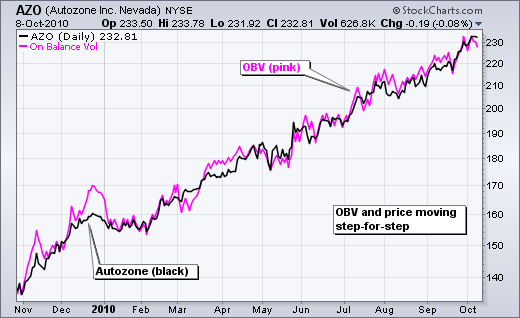 AZO (Autozone Inc. Nevada) NYSE © StockCharts.com
8-Oct-2010 Op 233.50 Hi 233.78 Lo 231.92 Cl 232.81 Vol 626.8K Chg -0.19 (-0.08%)
AZO (Daily) 232.81
On Balance Vol
OBV (pink)
230
220
210
200
190
180
170
160
150
140
OBV and price moving
step-for-step
Autozone (black)
Nov Dec 2010 Feb Mar Apr May Jun Jul Aug Sep Oct